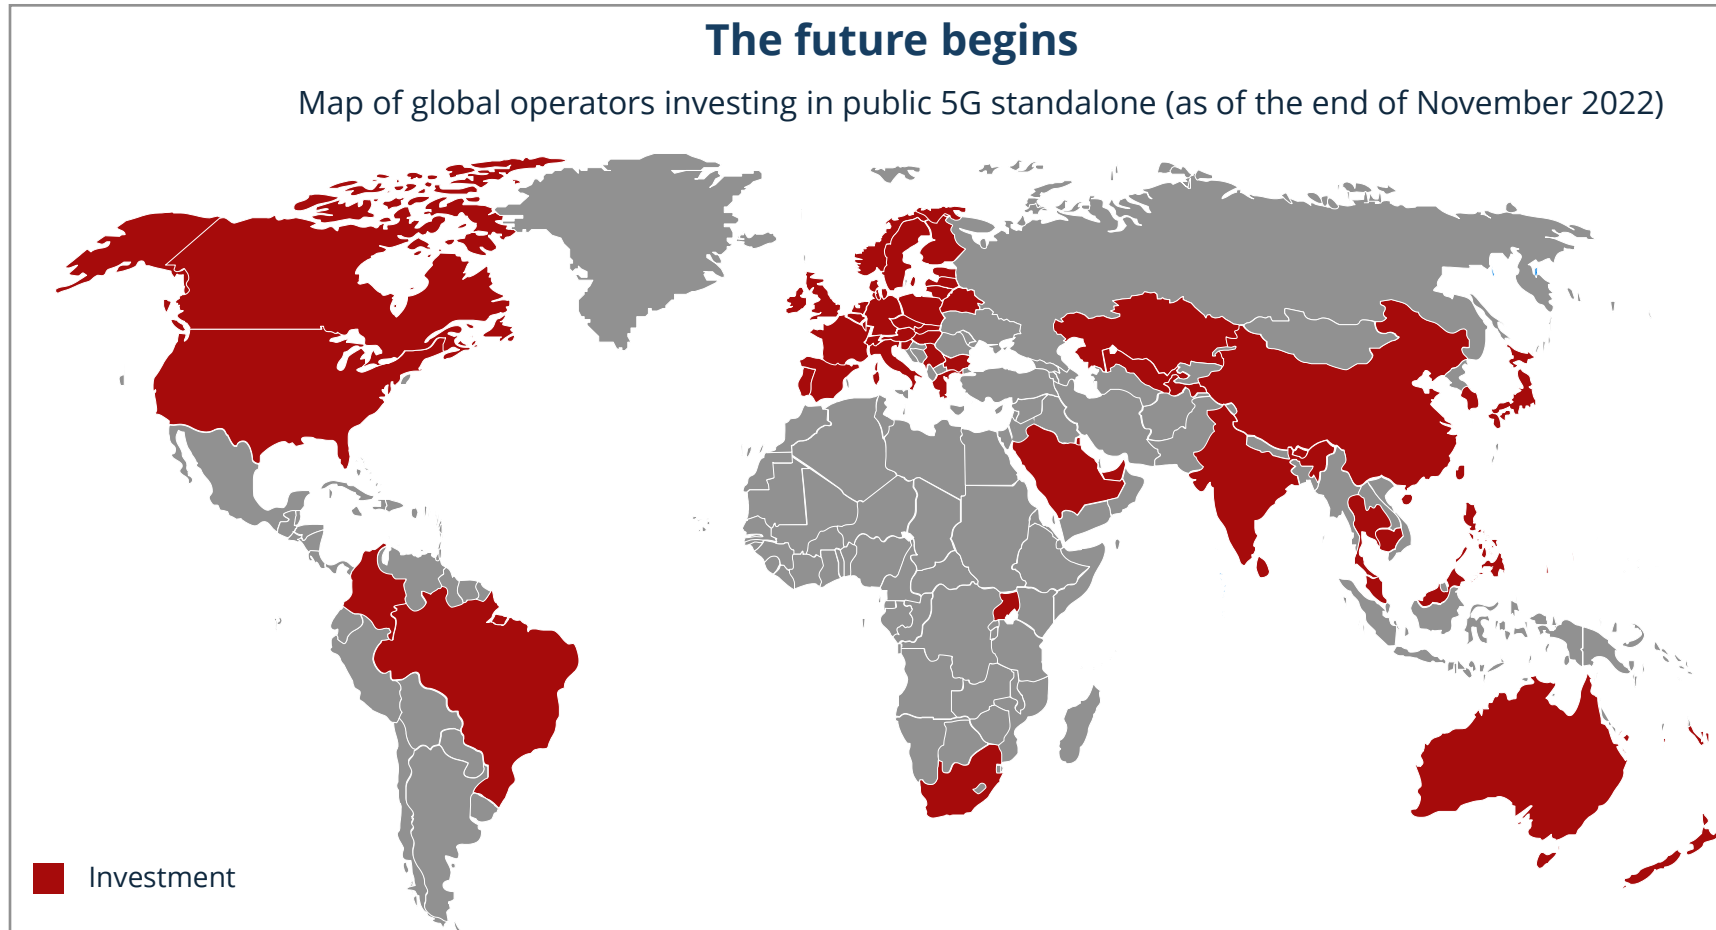 The future begins
Map of global operators investing in public 5G standalone (as of the end of November 2022)
Investment